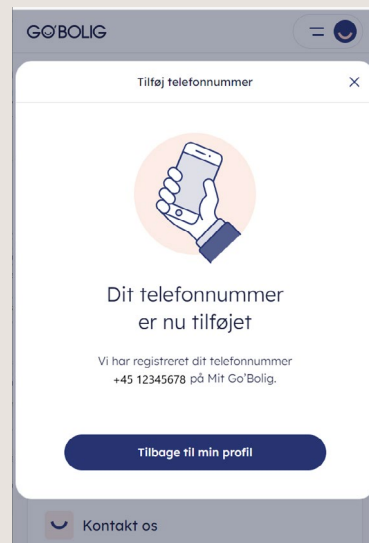 GO'BOLIG
Tilføj telefonnummer
Dit telefonnummer
er nu tilføjet
Vi har registreret dit telefonnummer
+45 12345678 på Mit Go'Bolig.
Tilbage til min profil
Kontakt os